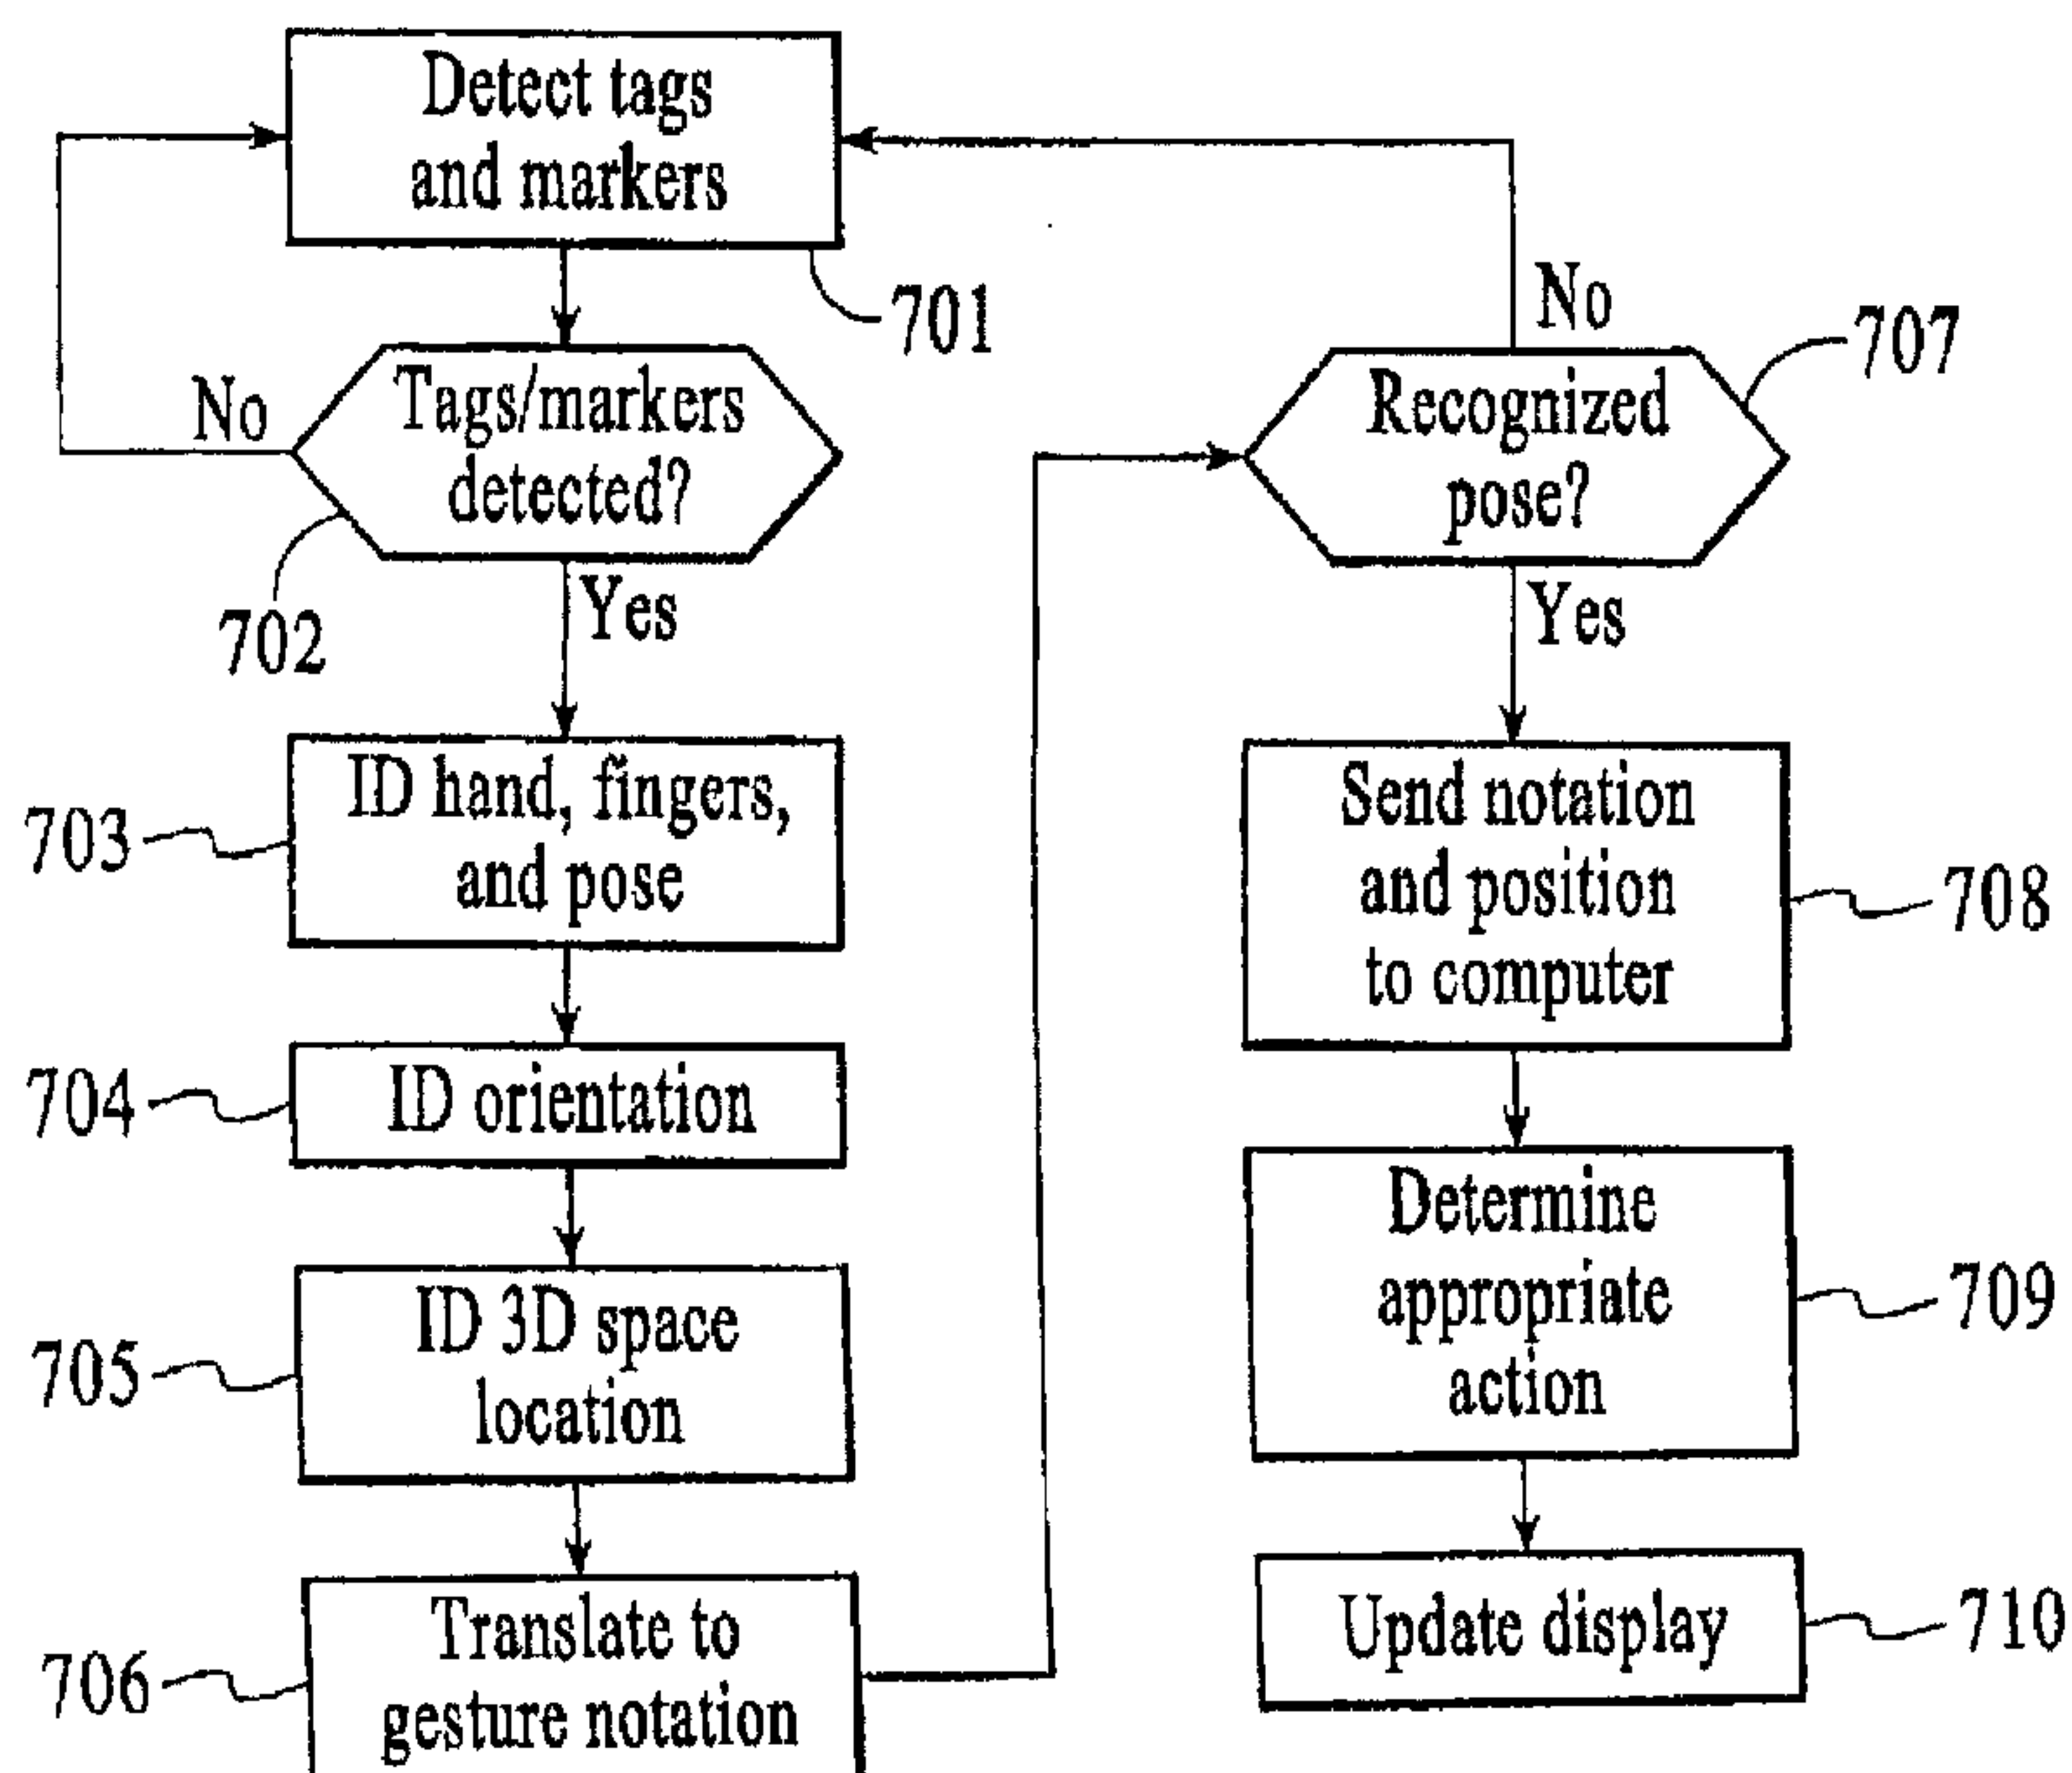 Detect tags
and markers
701
No
Tags/markers
detected?
702
Yes
703
ID hand, fingers,
and pose
704
ID orientation
705
ID 3D space
location
706
Translate to
gesture notation
No
707
Recognized
pose?
Yes
Send notation
and position
to computer
708
Determine
appropriate
action
709
Update display
710